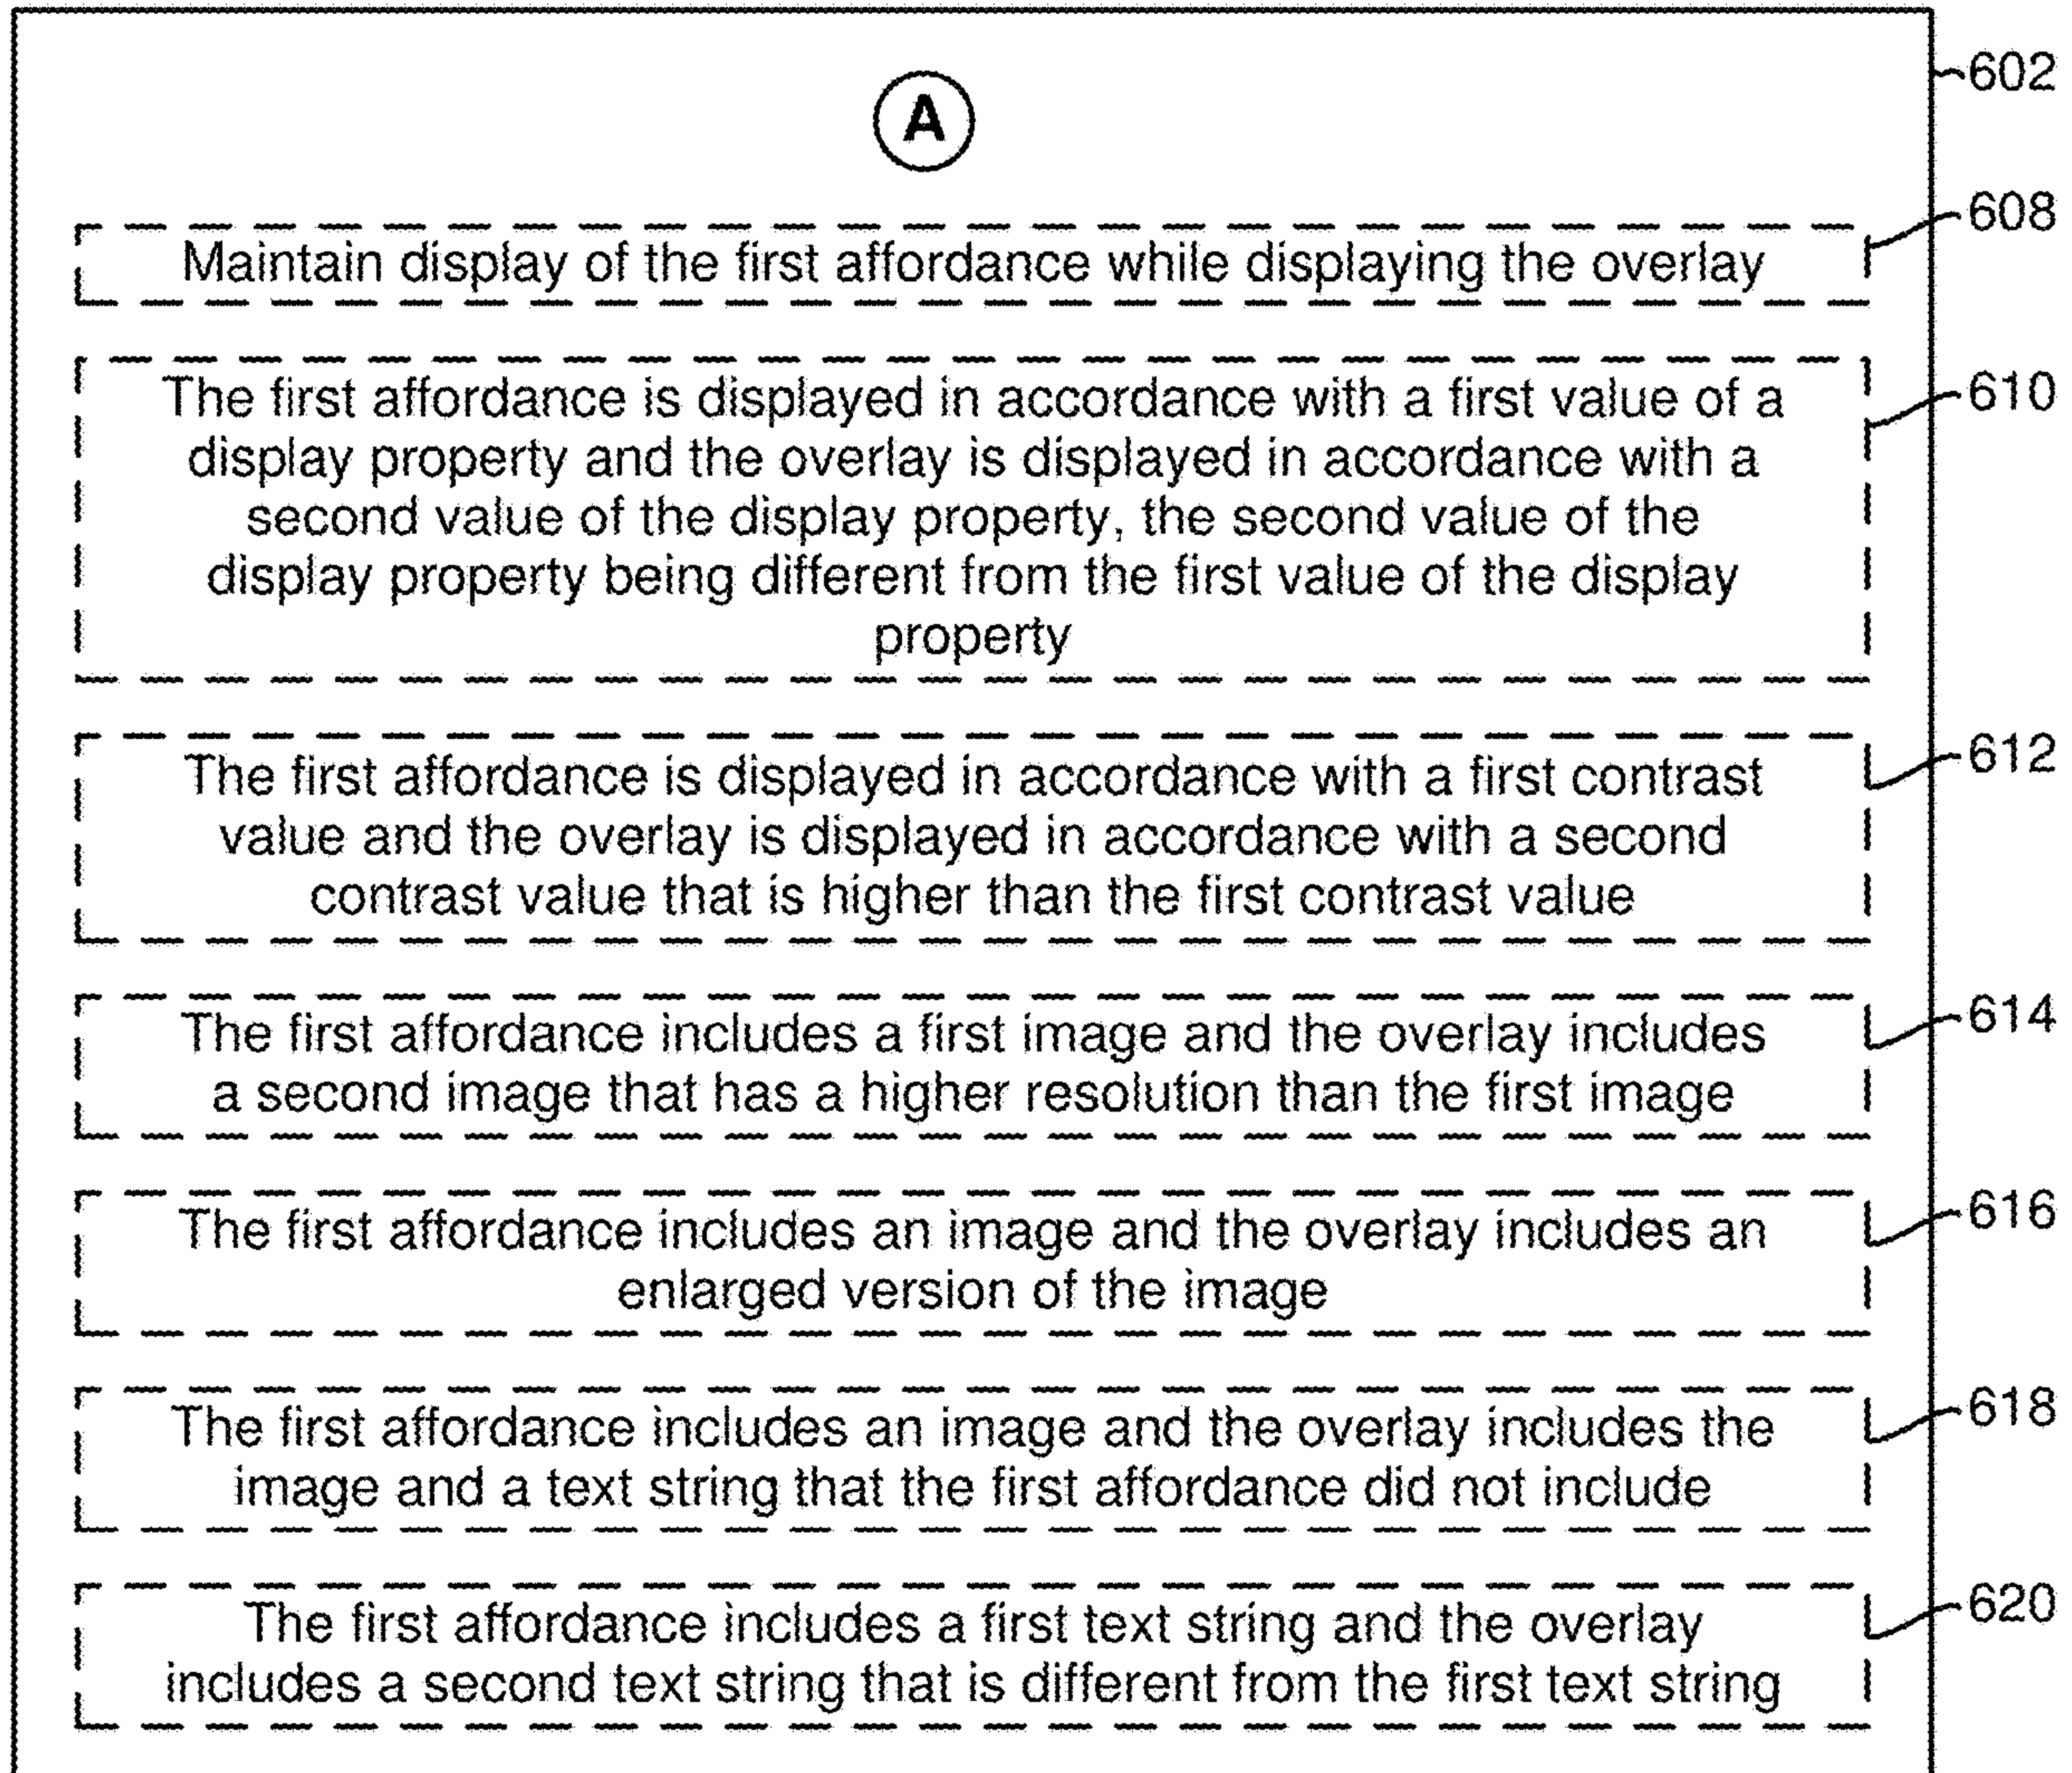 602
A
608
Maintain display of the first affordance while displaying the overlay
610
The first affordance is displayed in accordance with a first value of a
display property and the overlay is displayed in accordance with a
second value of the display property, the second value of the
display property being different from the first value of the display
property
612
The first affordance is displayed in accordance with a first contrast
value and the overlay is displayed in accordance with a second
contrast value that is higher than the first contrast value
614
The first affordance includes a first image and the overlay includes
a second image that has a higher resolution than the first image
616
The first affordance includes an image and the overlay includes an
enlarged version of the image
618
The first affordance includes an image and the overlay includes the
image and a text string that the first affordance did not include
620
The first affordance includes a first text string and the overlay
includes a second text string that is different from the first text string